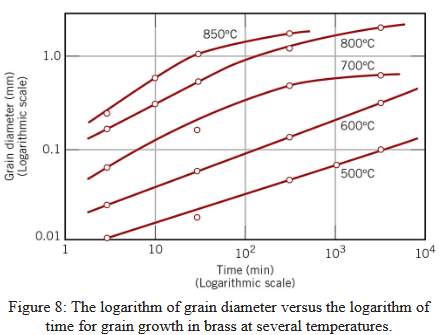 850°C
800°C
700°C
600°C
500°C
Grain diameter (mm)
(Logarithmic scale)
1.0
0.1
0.01
1
10
10²
10³
10⁴
Time (min)
(Logarithmic scale)
Figure 8: The logarithm of grain diameter versus the logarithm of
time for grain growth in brass at several temperatures.